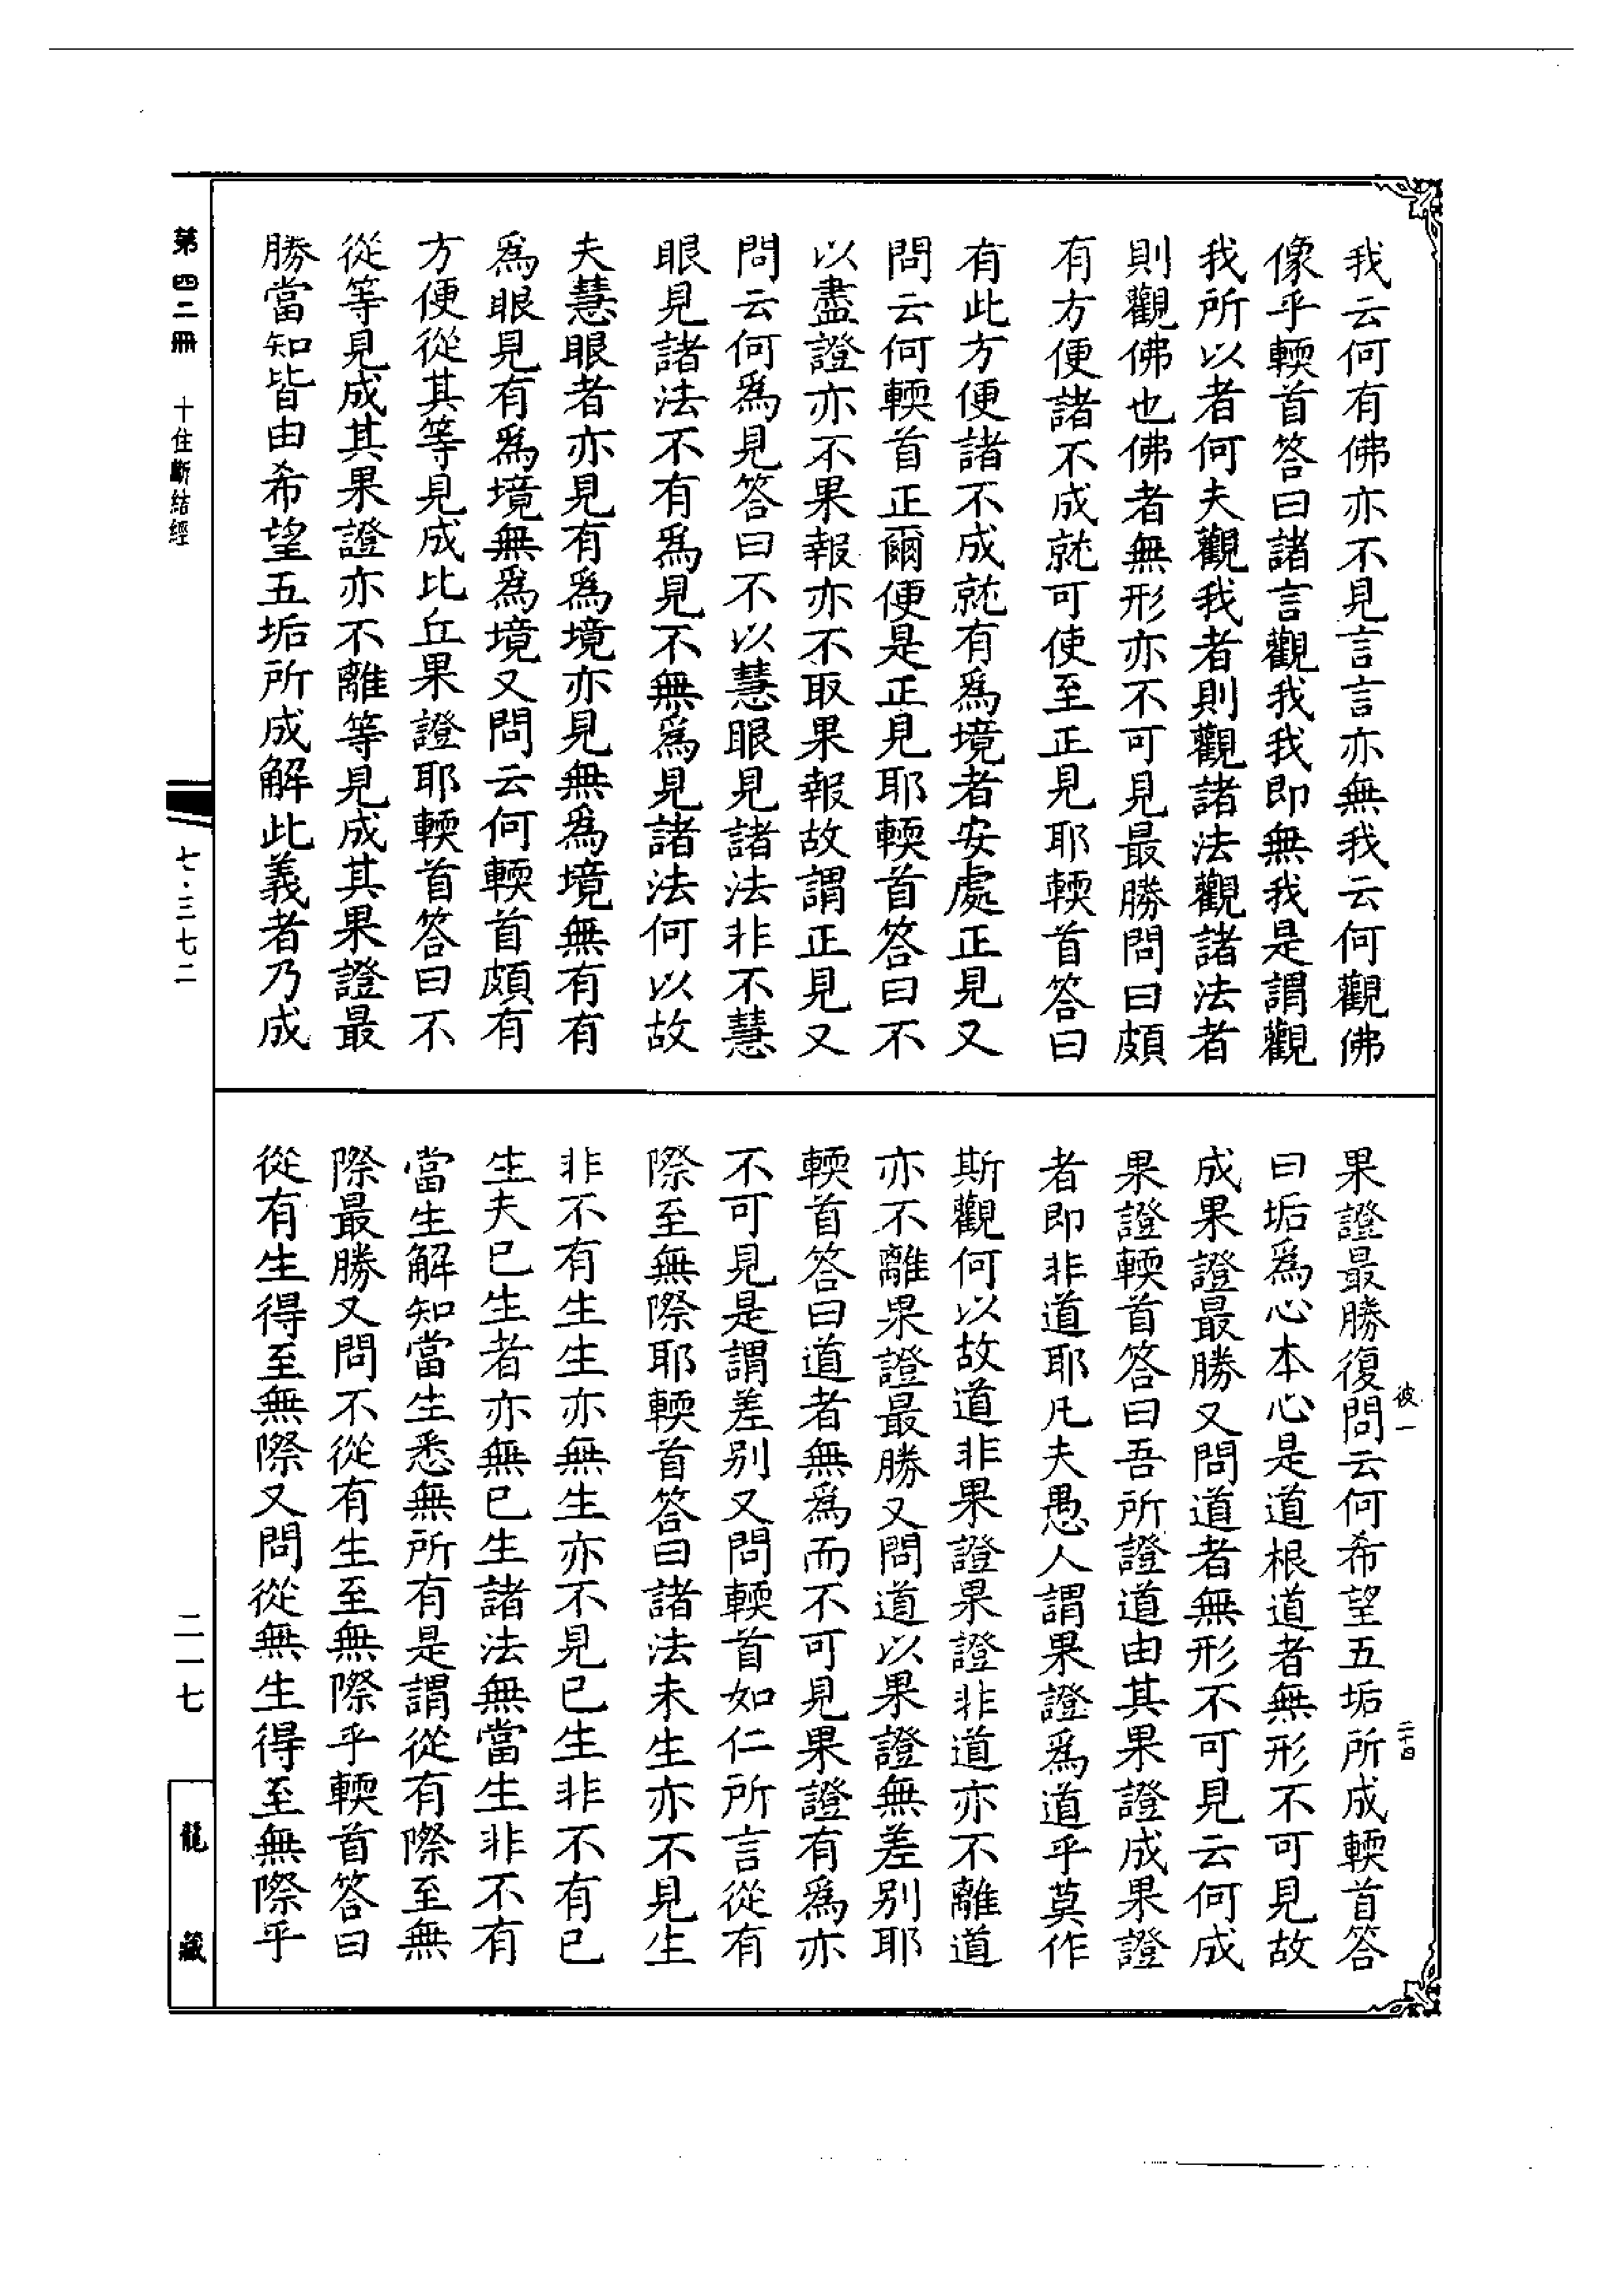 我云何有佛亦不見言言亦無我云何觀佛
像乎輭首答曰諸言觀我我即無我是謂觀
我所以者何夫觀我者則觀諸法觀諸法者
則觀佛也佛者無形亦不可見最勝問曰頗
有方便諸不成就可使至正見耶輭首答曰
有此方便諸不成就有爲境者安處正見又
問云何輭首正爾便是正見耶輭首答曰不
以盡證亦不果報亦不取果報故謂正見又
問云何爲見答曰不以慧眼見諸法非不慧
眼見諸法不有爲見不無爲見諸法何以故
夫慧眼者亦見有爲境亦見無爲境無有有
爲眼見有爲境無爲境又問云何輭首頗有
方便從其等見成比丘果證耶輭首答曰不
從等見成其果證亦不離等見成其果證最
勝當知皆由希望五垢所成解此義者乃成
果證最勝復問云何希望五垢所成輭首答
曰垢爲心本心是道根道者無形不可見故
成果證最勝又問道者無形不可見云何成
果證輭首答曰吾所證道由其果證成果證
者即非道耶凡夫愚人謂果證爲道乎莫作
斯觀何以故道非果證果證非道亦不離道
亦不離果證最勝又問道以果證無差別耶
輭首答曰道者無爲而不可見果證有爲亦
不可見是謂差別又問輭首如仁所言從有
際至無際耶輭首答曰諸法未生亦不見生
非不有生生亦無生亦不見已生非不有已
生夫已生者亦無已生諸法無當生非不有
當生解知當生悉無所有是謂從有際至無
際最勝又問不從有生至無際乎輭首答曰
從有生得至無際又問從無生得至無際乎
彼一
二十四
第四二冊
十住斷結經
七·三七二
二一七
龍藏